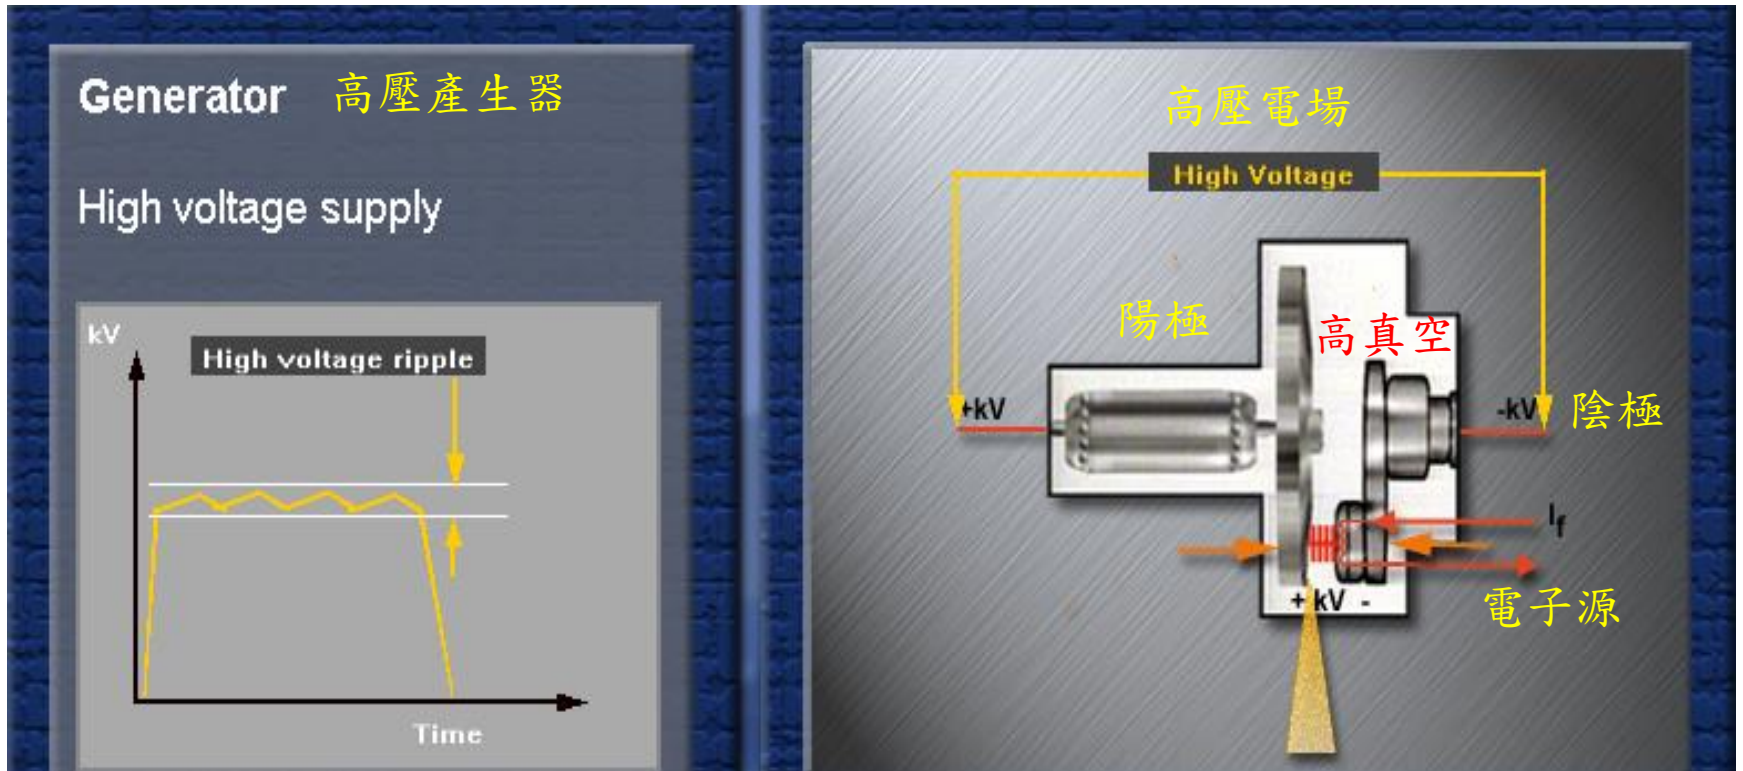 Generator 高壓產生器
High voltage supply
kV
High voltage ripple
Time
高壓電場
High Voltage
陽極
高真空
+kV
-kV
陰極
If
電子源
+ kV -